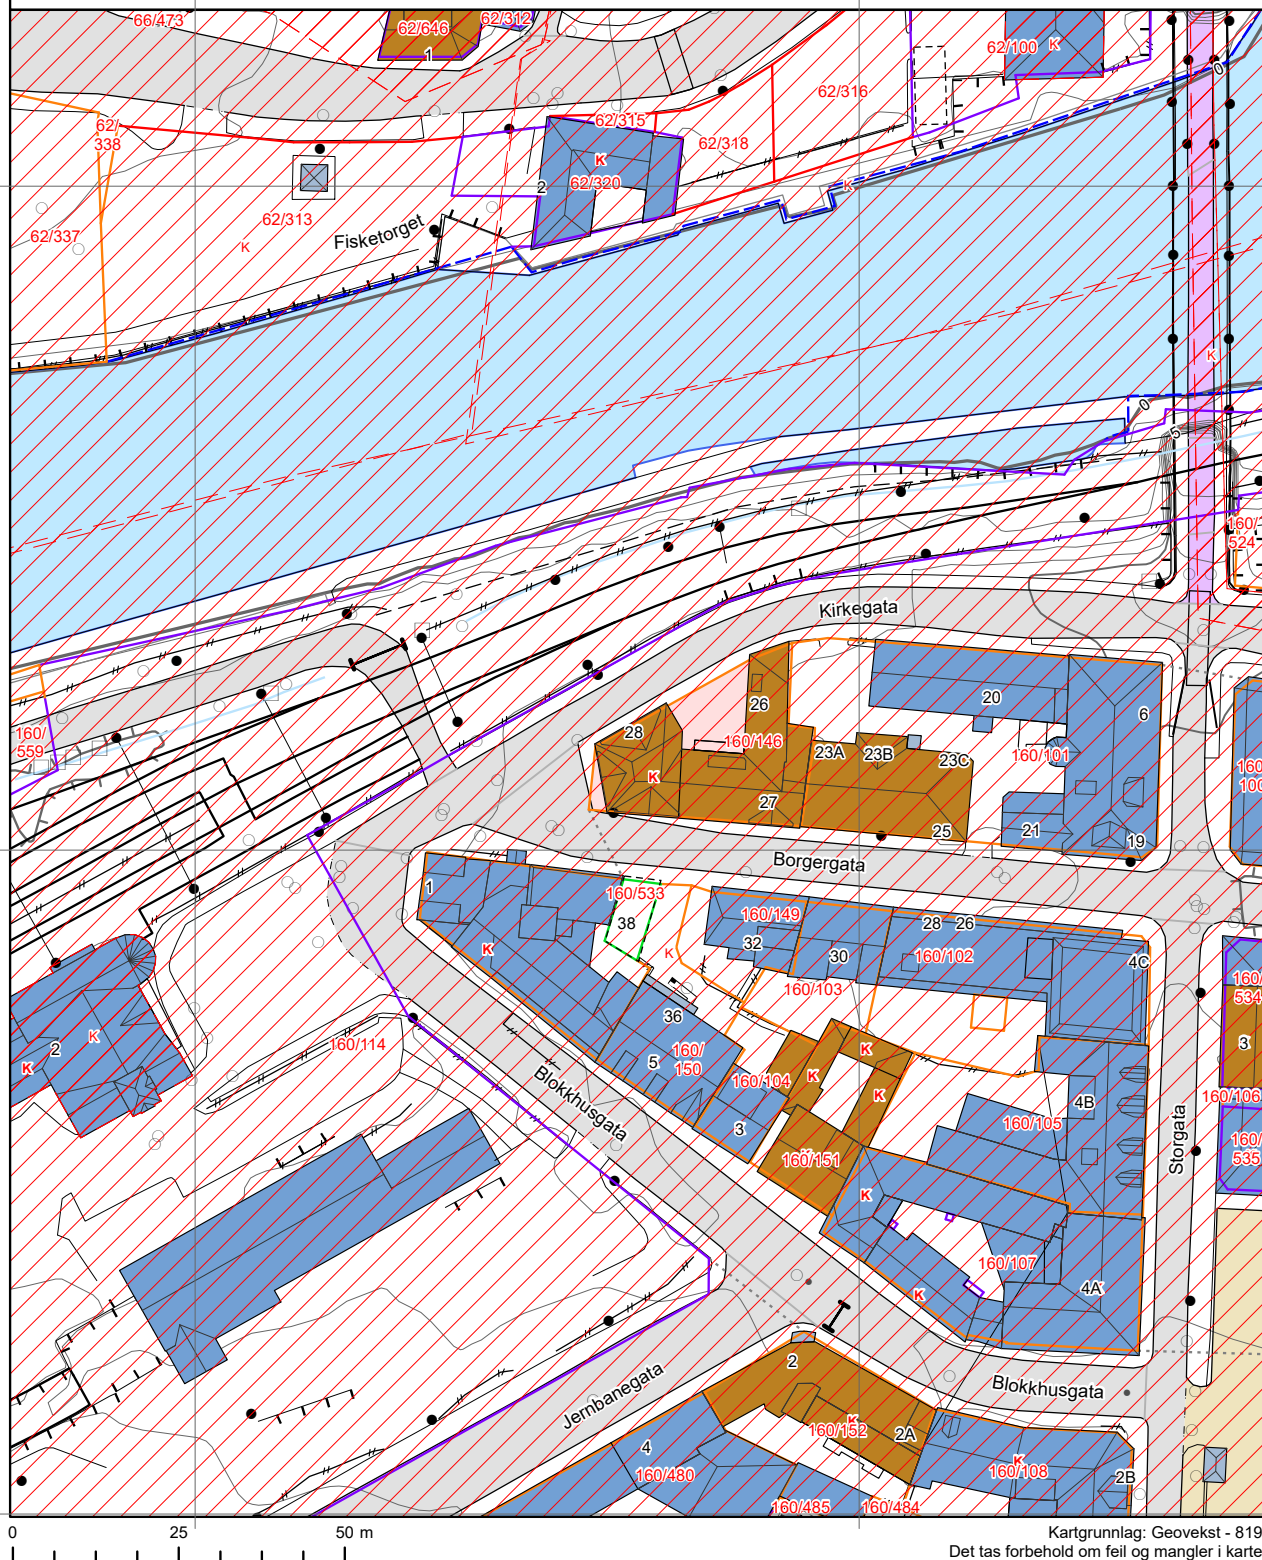 66/473
62/646
62/312
1
62/100
K
0
62/316
62/
338
62/315
62/318
K
2
62/320
K
62/313
62/337
Fisketorget
K
K
0
5
160/
524
Kirkegata
26
20
6
28
160/
559
160/146
23A
23B
23C
160/101
K
160
100
27
25
21
19
Borgergata
1
160/533
38
160/149
28
26
32
30
160/102
4C
K
K
160/103
160/
534
36
160/114
2
K
K
5
160/
150
K
3
160/104
K
K
160/106
Blokkhusgata
4B
160/105
3
Storgata
160/
535
160/151
K
160/107
K
4A
2
Jernbanegata
Blokkhusgata
K
160/152
2A
4
160/480
K
160/108
2B
160/485
160/484
0
25
50 m
Kartgrunnlag: Geovekst - 819
Det tas forbehold om feil og mangler i karte